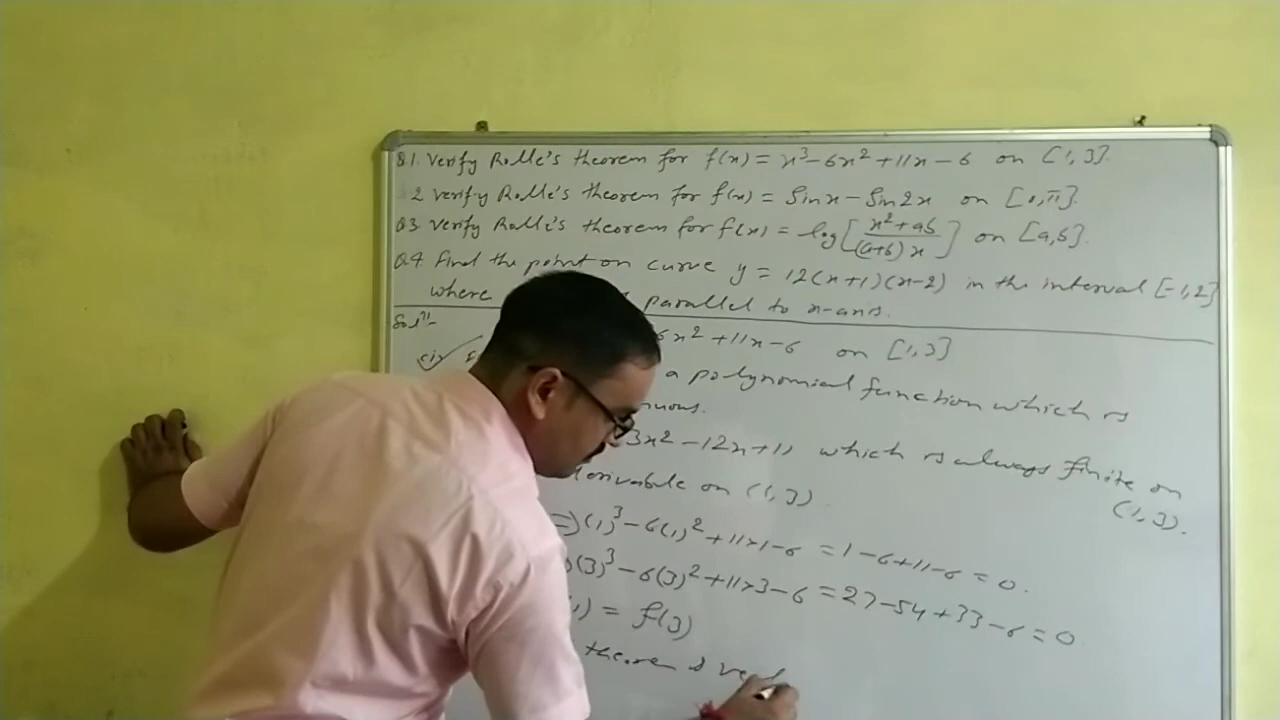 Q1. Verify Rolle's theorem for f(x) = x³-6x²+11x-6 on [1,3].
2 Verify Rolle's theorem for f(x) = Sinx-Sin2x on [0,π].
Q3. Verify Rolle's theorem for f(x) = log[(x²+ab)/((a+b)x)] on [a,b].
Q4. Find the point on curve y = 12(x+1)(x-2) in the interval [-1,2]
where parallel to x-axis.
Solⁿ-
(i) 6x²+11x-6 on [1,3]
a polynomial function which is
nuous.
3x²-12x+11 which is always finite on
(1,3).
derivable on (1,3)
=) (1)³-6(1)²+11×1-6 = 1-6+11-6 = 0.
(3)³-6(3)²+11×3-6 = 27-54+33-6 = 0
1) = f(3)
theorem is